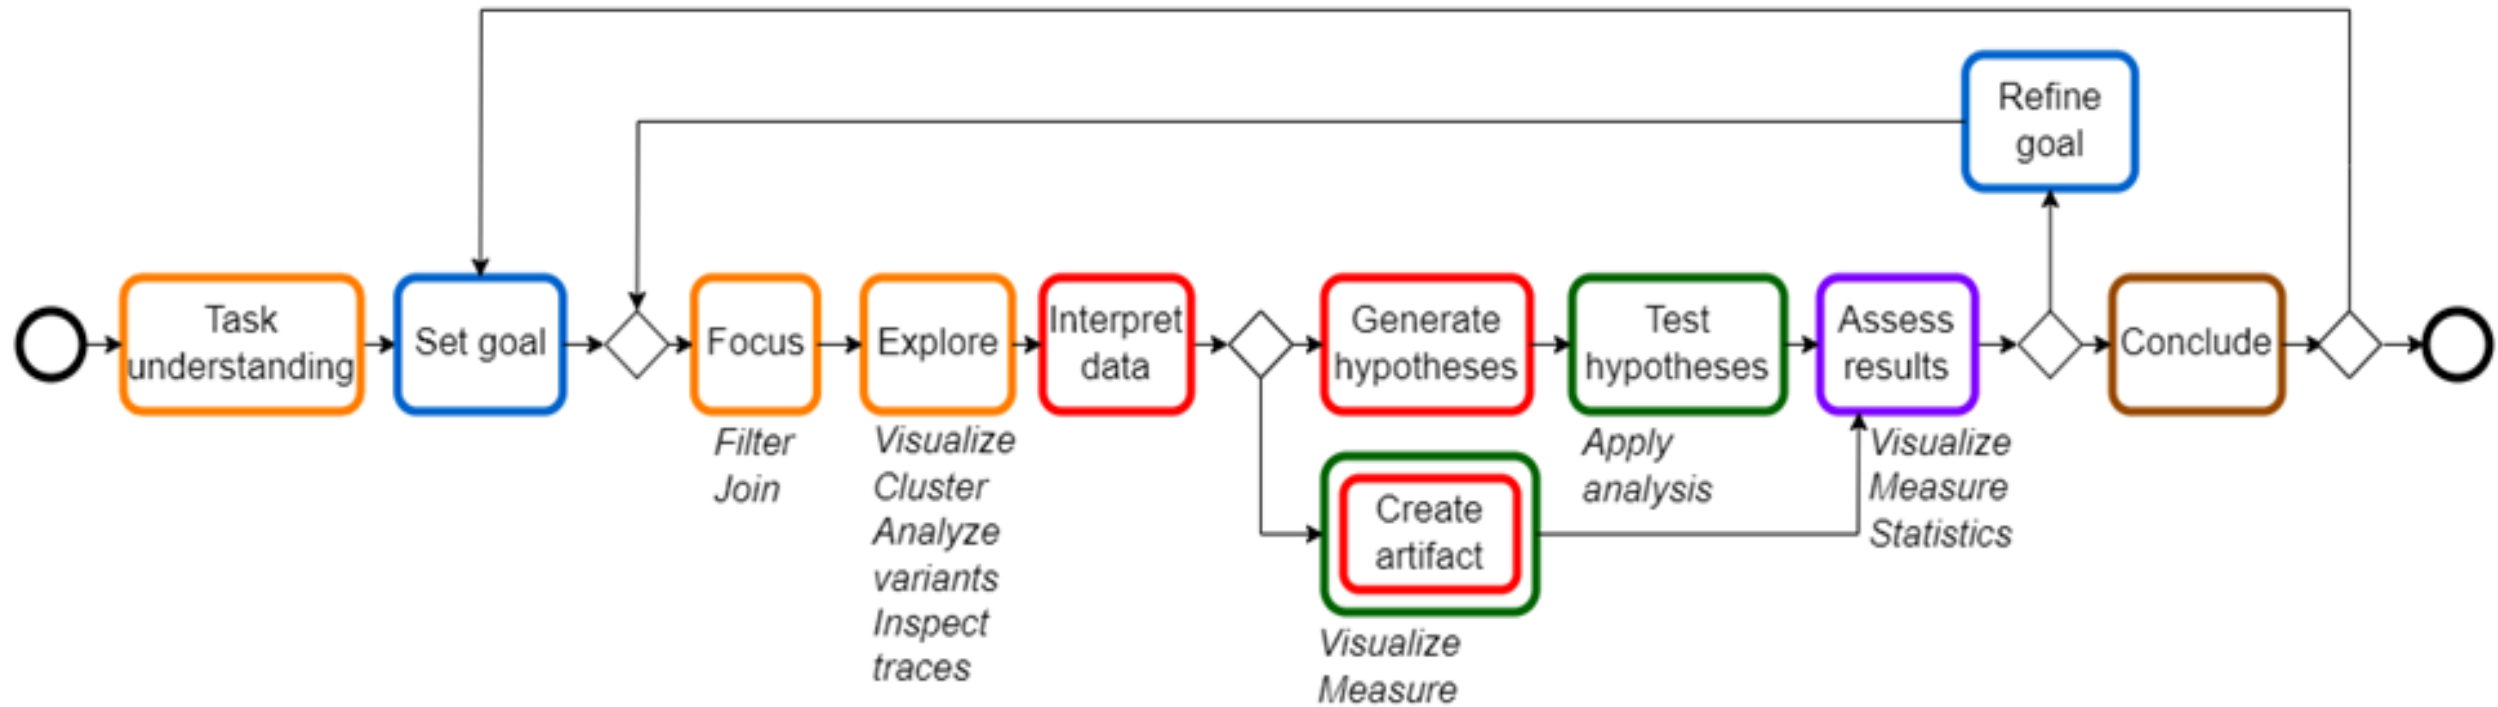 Refine
goal
Task
understanding
Set goal
Focus
Explore
Interpret
data
Generate
hypotheses
Test
hypotheses
Assess
results
Conclude
Filter
Join
Visualize
Cluster
Analyze
variants
Inspect
traces
Create
artifact
Visualize
Measure
Apply
analysis
Visualize
Measure
Statistics